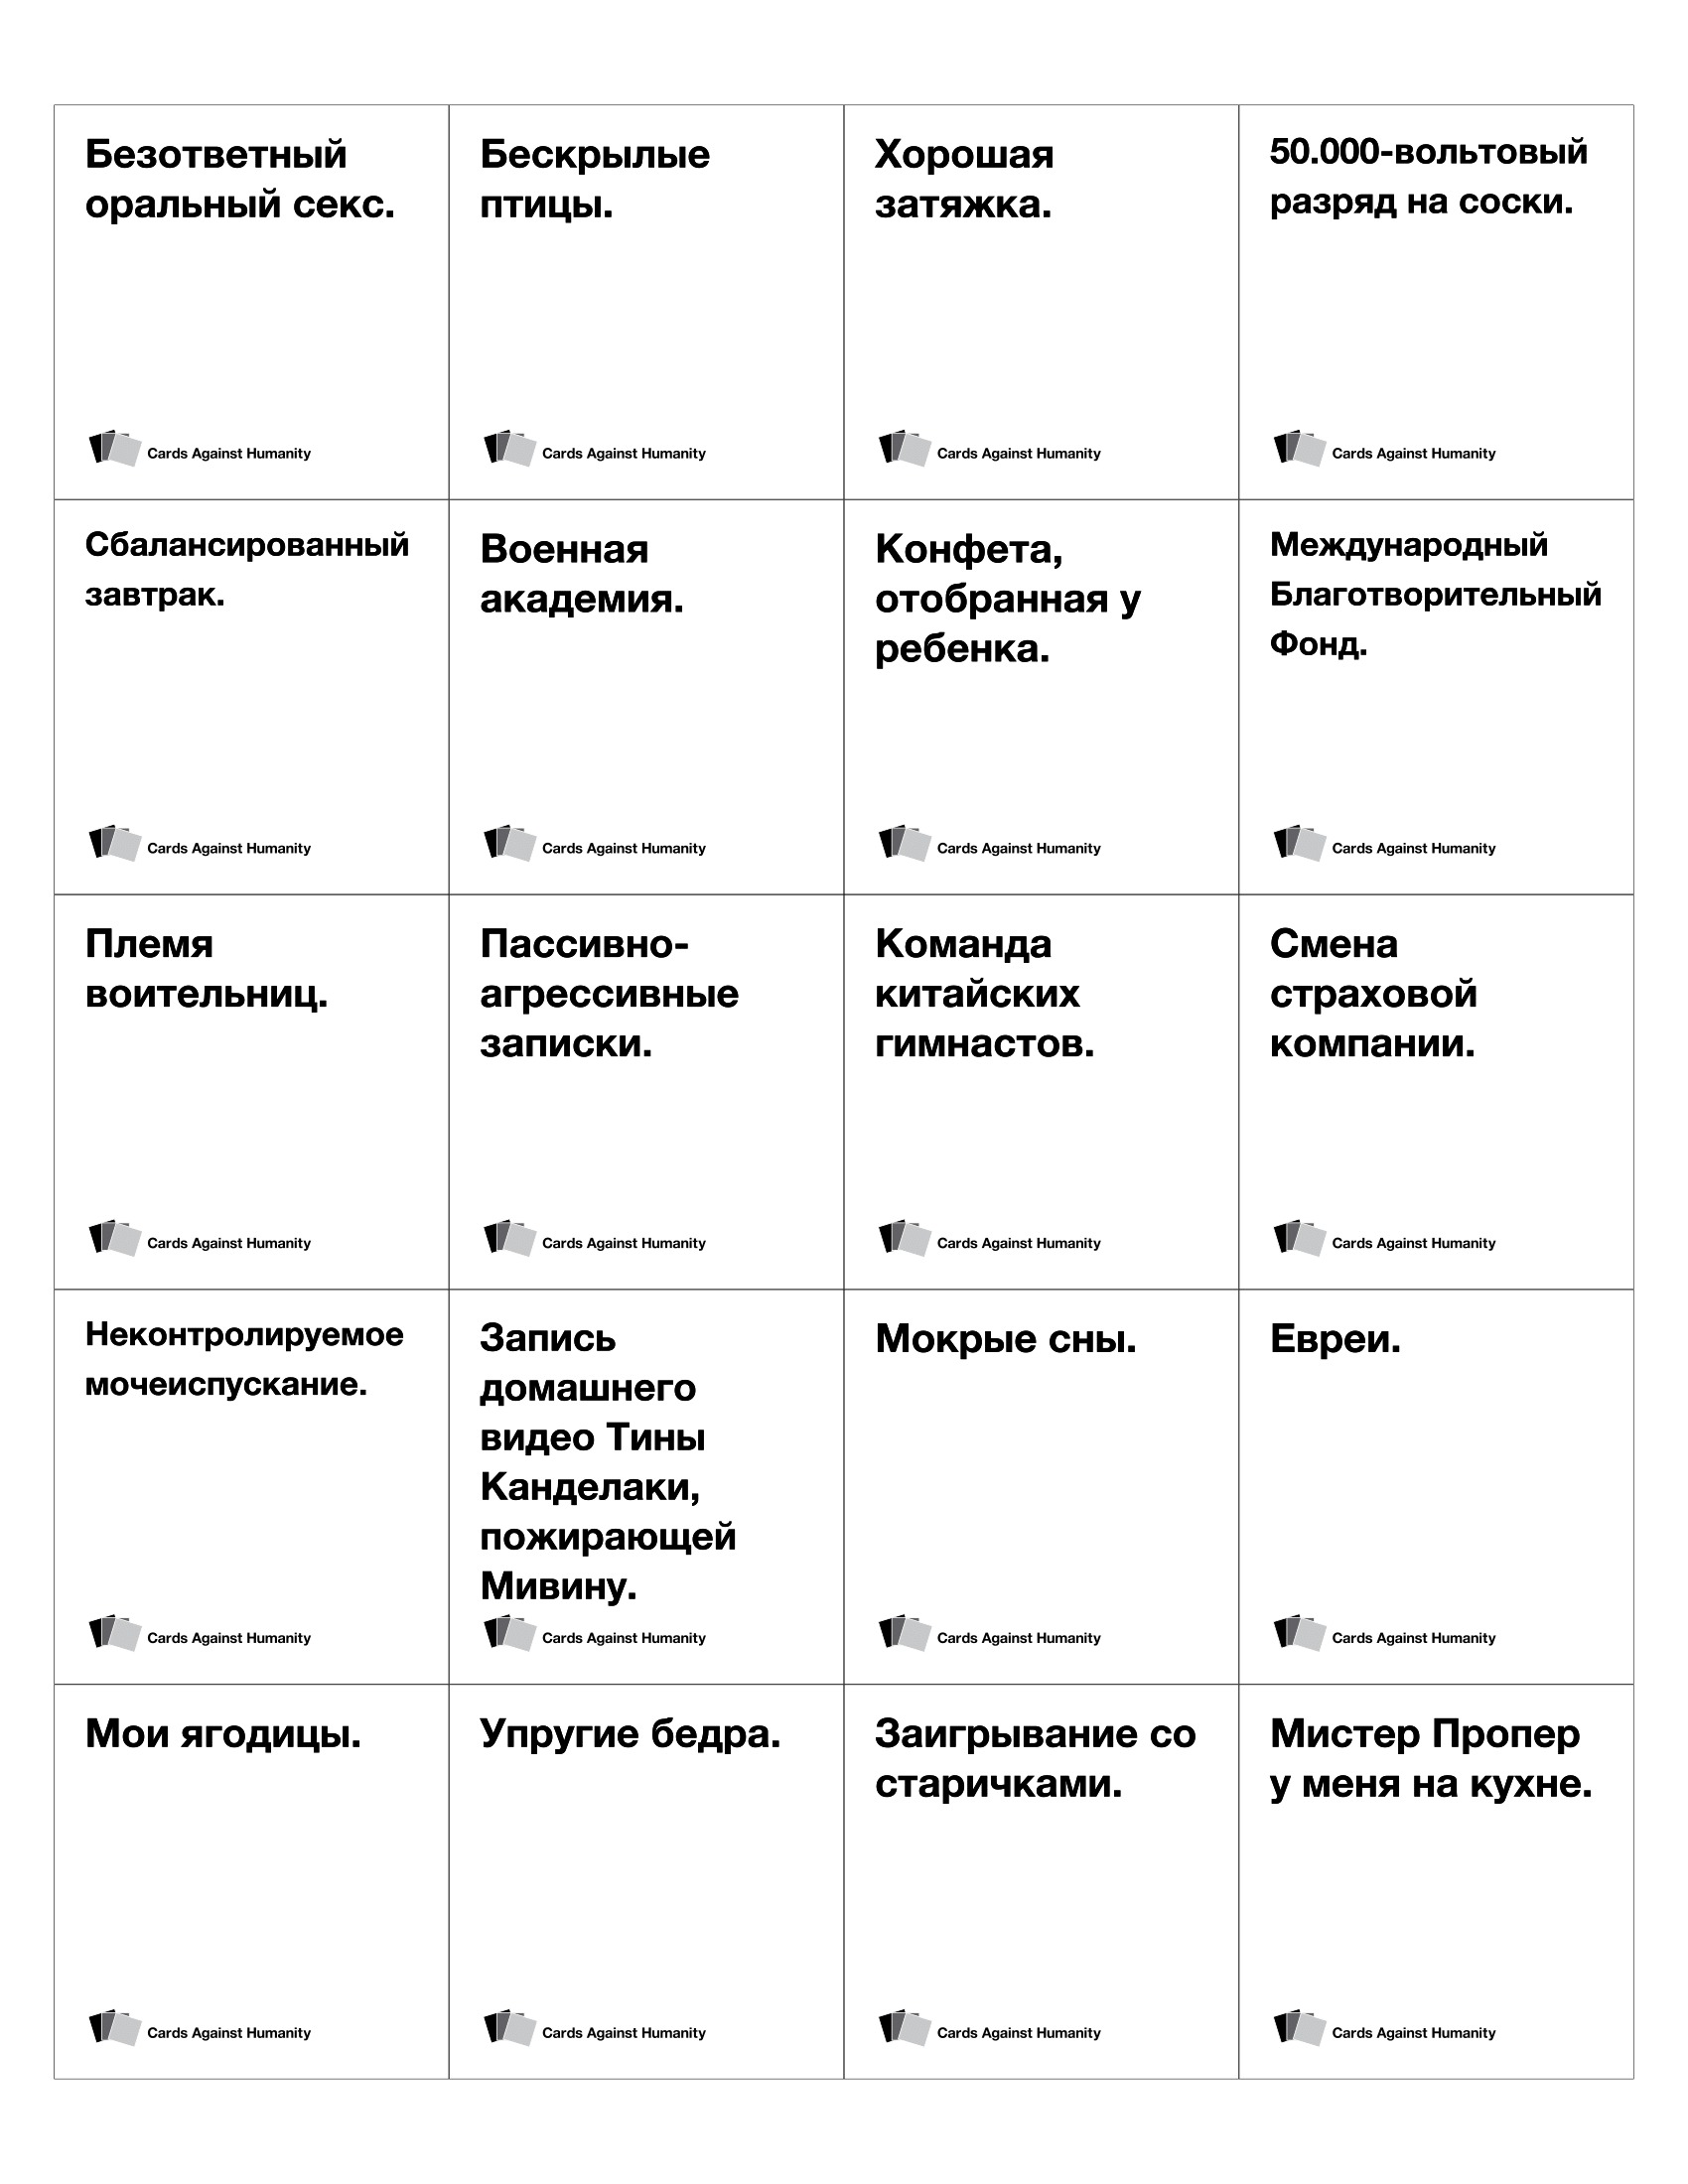 Безответный
оральный секс.
Cards Against Humanity
Бескрылые
птицы.
Cards Against Humanity
Хорошая
затяжка.
Cards Against Humanity
50.000-вольтовый
разряд на соски.
Cards Against Humanity
Сбалансированный
завтрак.
Cards Against Humanity
Военная
академия.
Cards Against Humanity
Конфета,
отобранная у
ребенка.
Cards Against Humanity
Международный
Благотворительный
Фонд.
Cards Against Humanity
Племя
воительниц.
Cards Against Humanity
Пассивно-
агрессивные
записки.
Cards Against Humanity
Команда
китайских
гимнастов.
Cards Against Humanity
Смена
страховой
компании.
Cards Against Humanity
Неконтролируемое
мочеиспускание.
Cards Against Humanity
Запись
домашнего
видео Тины
Канделаки,
пожирающей
Мивину.
Cards Against Humanity
Мокрые сны.
Cards Against Humanity
Евреи.
Cards Against Humanity
Мои ягодицы.
Cards Against Humanity
Упругие бедра.
Cards Against Humanity
Заигрывание со
старичками.
Cards Against Humanity
Мистер Пропер
у меня на кухне.
Cards Against Humanity